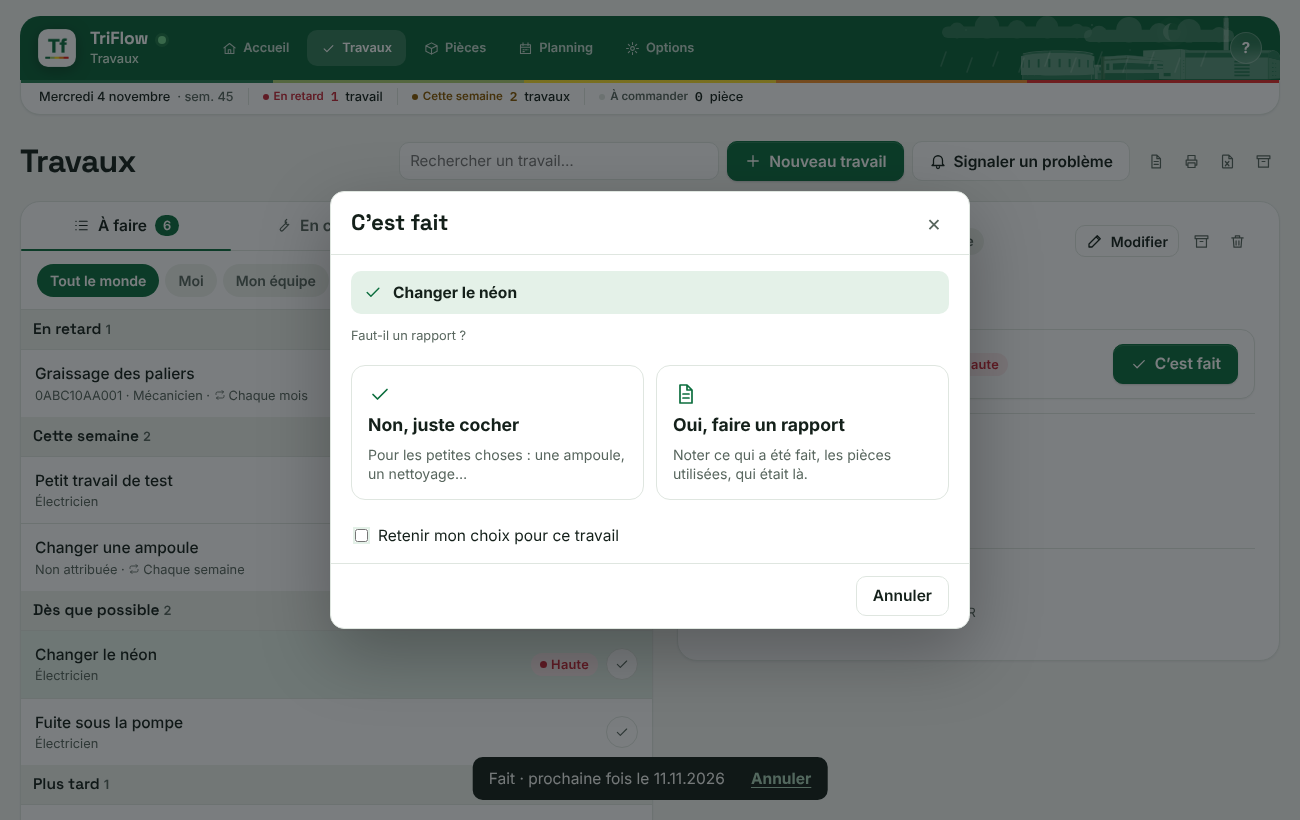 Tf
TriFlow
Travaux
Accueil
Travaux
Pièces
Planning
Options
?
Mercredi 4 novembre · sem. 45
En retard 1 travail
Cette semaine 2 travaux
À commander 0 pièce
Travaux
Rechercher un travail…
Nouveau travail
Signaler un problème
À faire 6
En c
Tout le monde
Moi
Mon équipe
Modifier
C'est fait
Changer le néon
Faut-il un rapport ?
Non, juste cocher
Pour les petites choses : une ampoule,
un nettoyage…
Oui, faire un rapport
Noter ce qui a été fait, les pièces
utilisées, qui était là.
Retenir mon choix pour ce travail
Annuler
En retard 1
Graissage des paliers
0ABC10AA001 · Mécanicien · Chaque mois
Cette semaine 2
Petit travail de test
Électricien
Changer une ampoule
Non attribuée · Chaque semaine
Dès que possible 2
Changer le néon
Électricien
Haute
Fuite sous la pompe
Électricien
Plus tard 1
aute
C'est fait
Fait · prochaine fois le 11.11.2026
Annuler